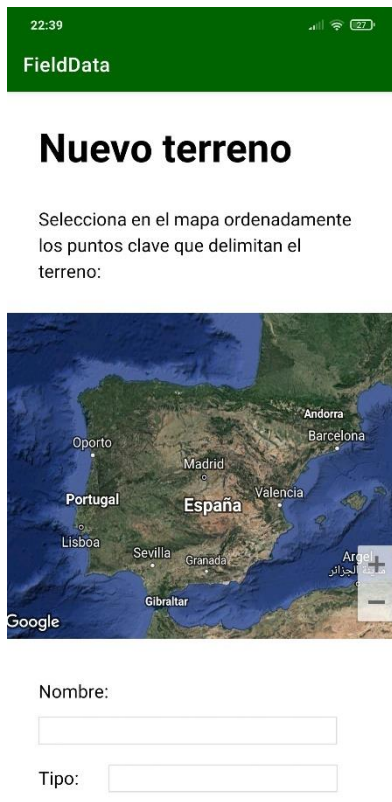 22:39
27
FieldData
Nuevo terreno
Selecciona en el mapa ordenadamente
los puntos clave que delimitan el
terreno:
Andorra
Barcelona
Oporto
Madrid
Portugal
España
Valencia
Lisboa
Sevilla
Granada
Argel
مدينة الجزائر
+
Gibraltar
−
Google
Nombre:
Tipo: